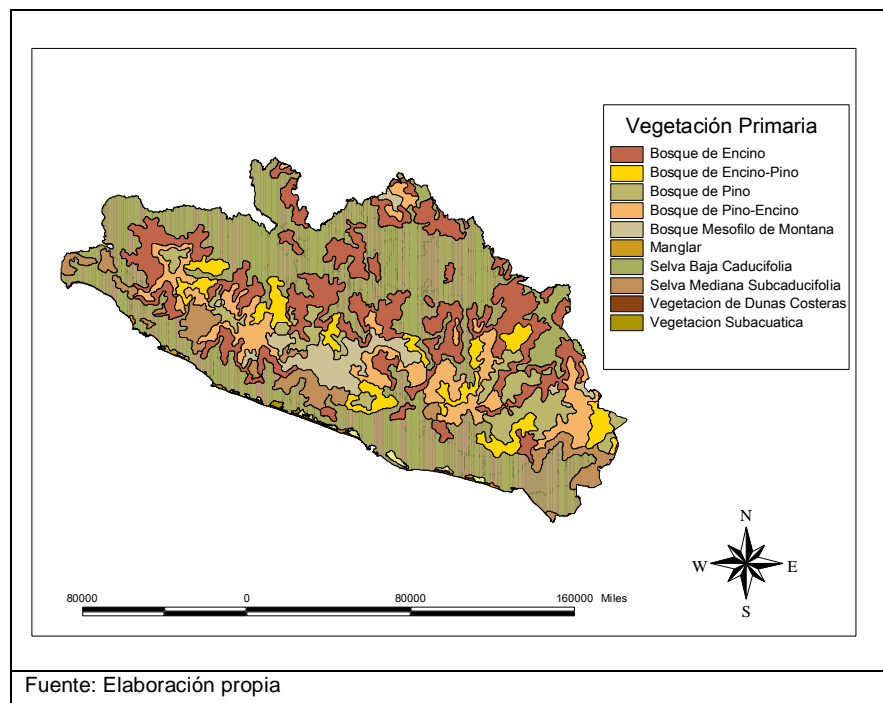 Vegetación Primaria
Bosque de Encino
Bosque de Encino-Pino
Bosque de Pino
Bosque de Pino-Encino
Bosque Mesofilo de Montana
Manglar
Selva Baja Caducifolia
Selva Mediana Subcaducifolia
Vegetacion de Dunas Costeras
Vegetacion Subacuatica
N
W E
S
80000 0 80000 160000 Miles
Fuente: Elaboración propia